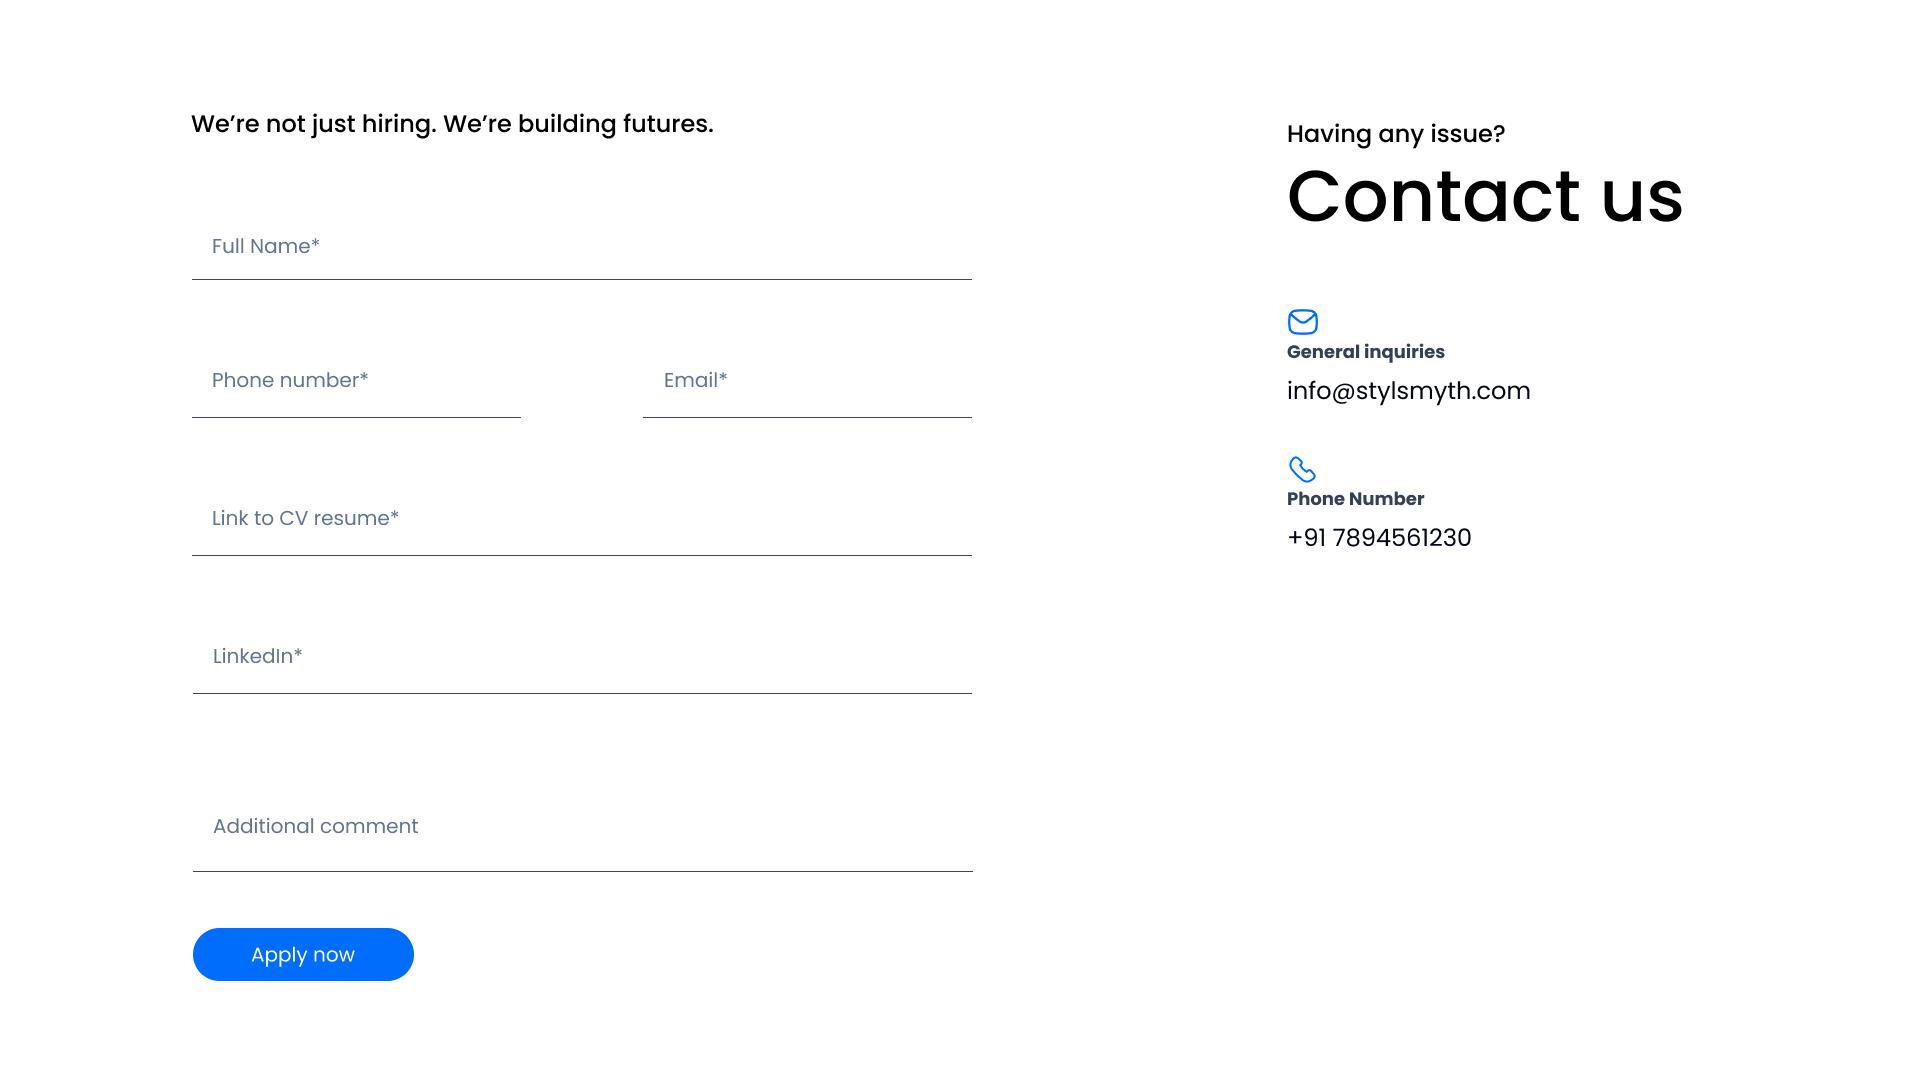 We’re not just hiring. We’re building futures.
Full Name*
Phone number*
Email*
Link to CV resume*
LinkedIn*
Additional comment
Apply now
Having any issue?
Contact us
General inquiries
info@stylsmyth.com
Phone Number
+91 7894561230